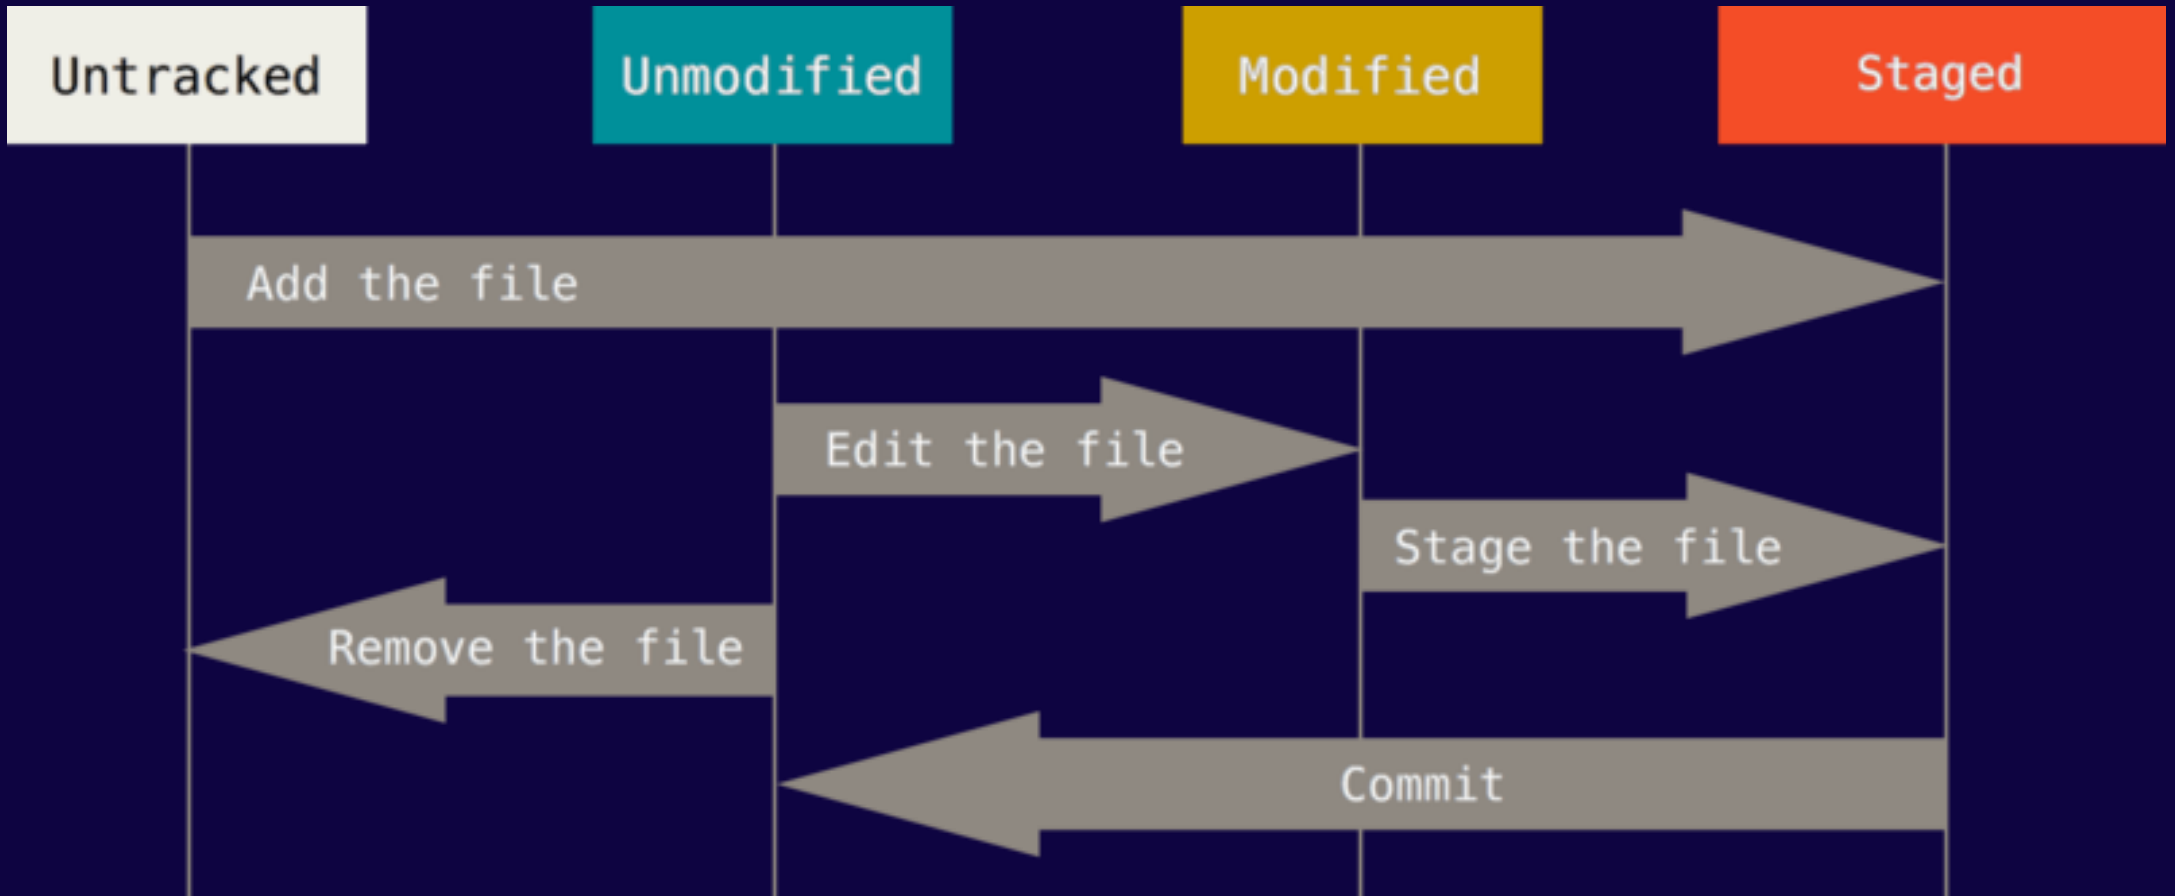 Untracked
Unmodified
Modified
Staged
Add the file
Edit the file
Stage the file
Remove the file
Commit